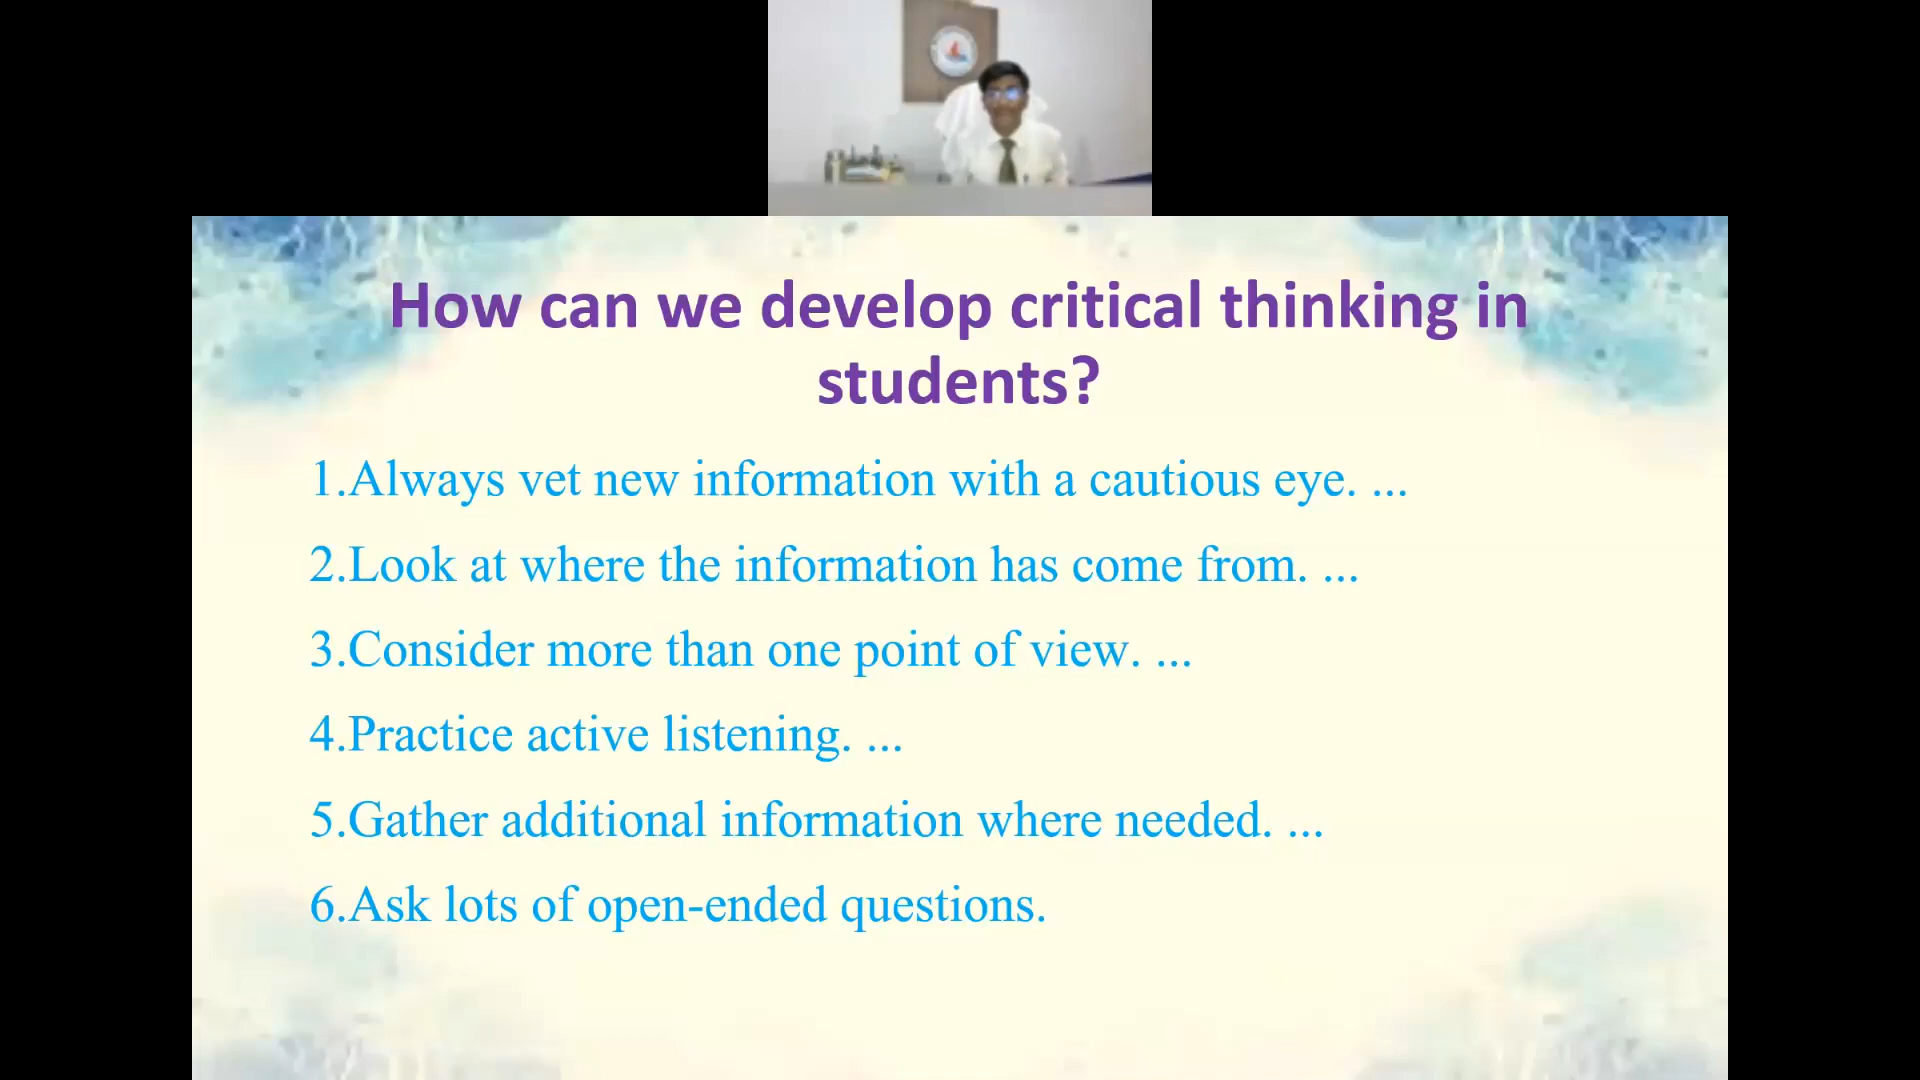 How can we develop critical thinking in
students?
1.Always vet new information with a cautious eye. ...
2.Look at where the information has come from. ...
3.Consider more than one point of view. ...
4.Practice active listening. ...
5.Gather additional information where needed. ...
6.Ask lots of open-ended questions.